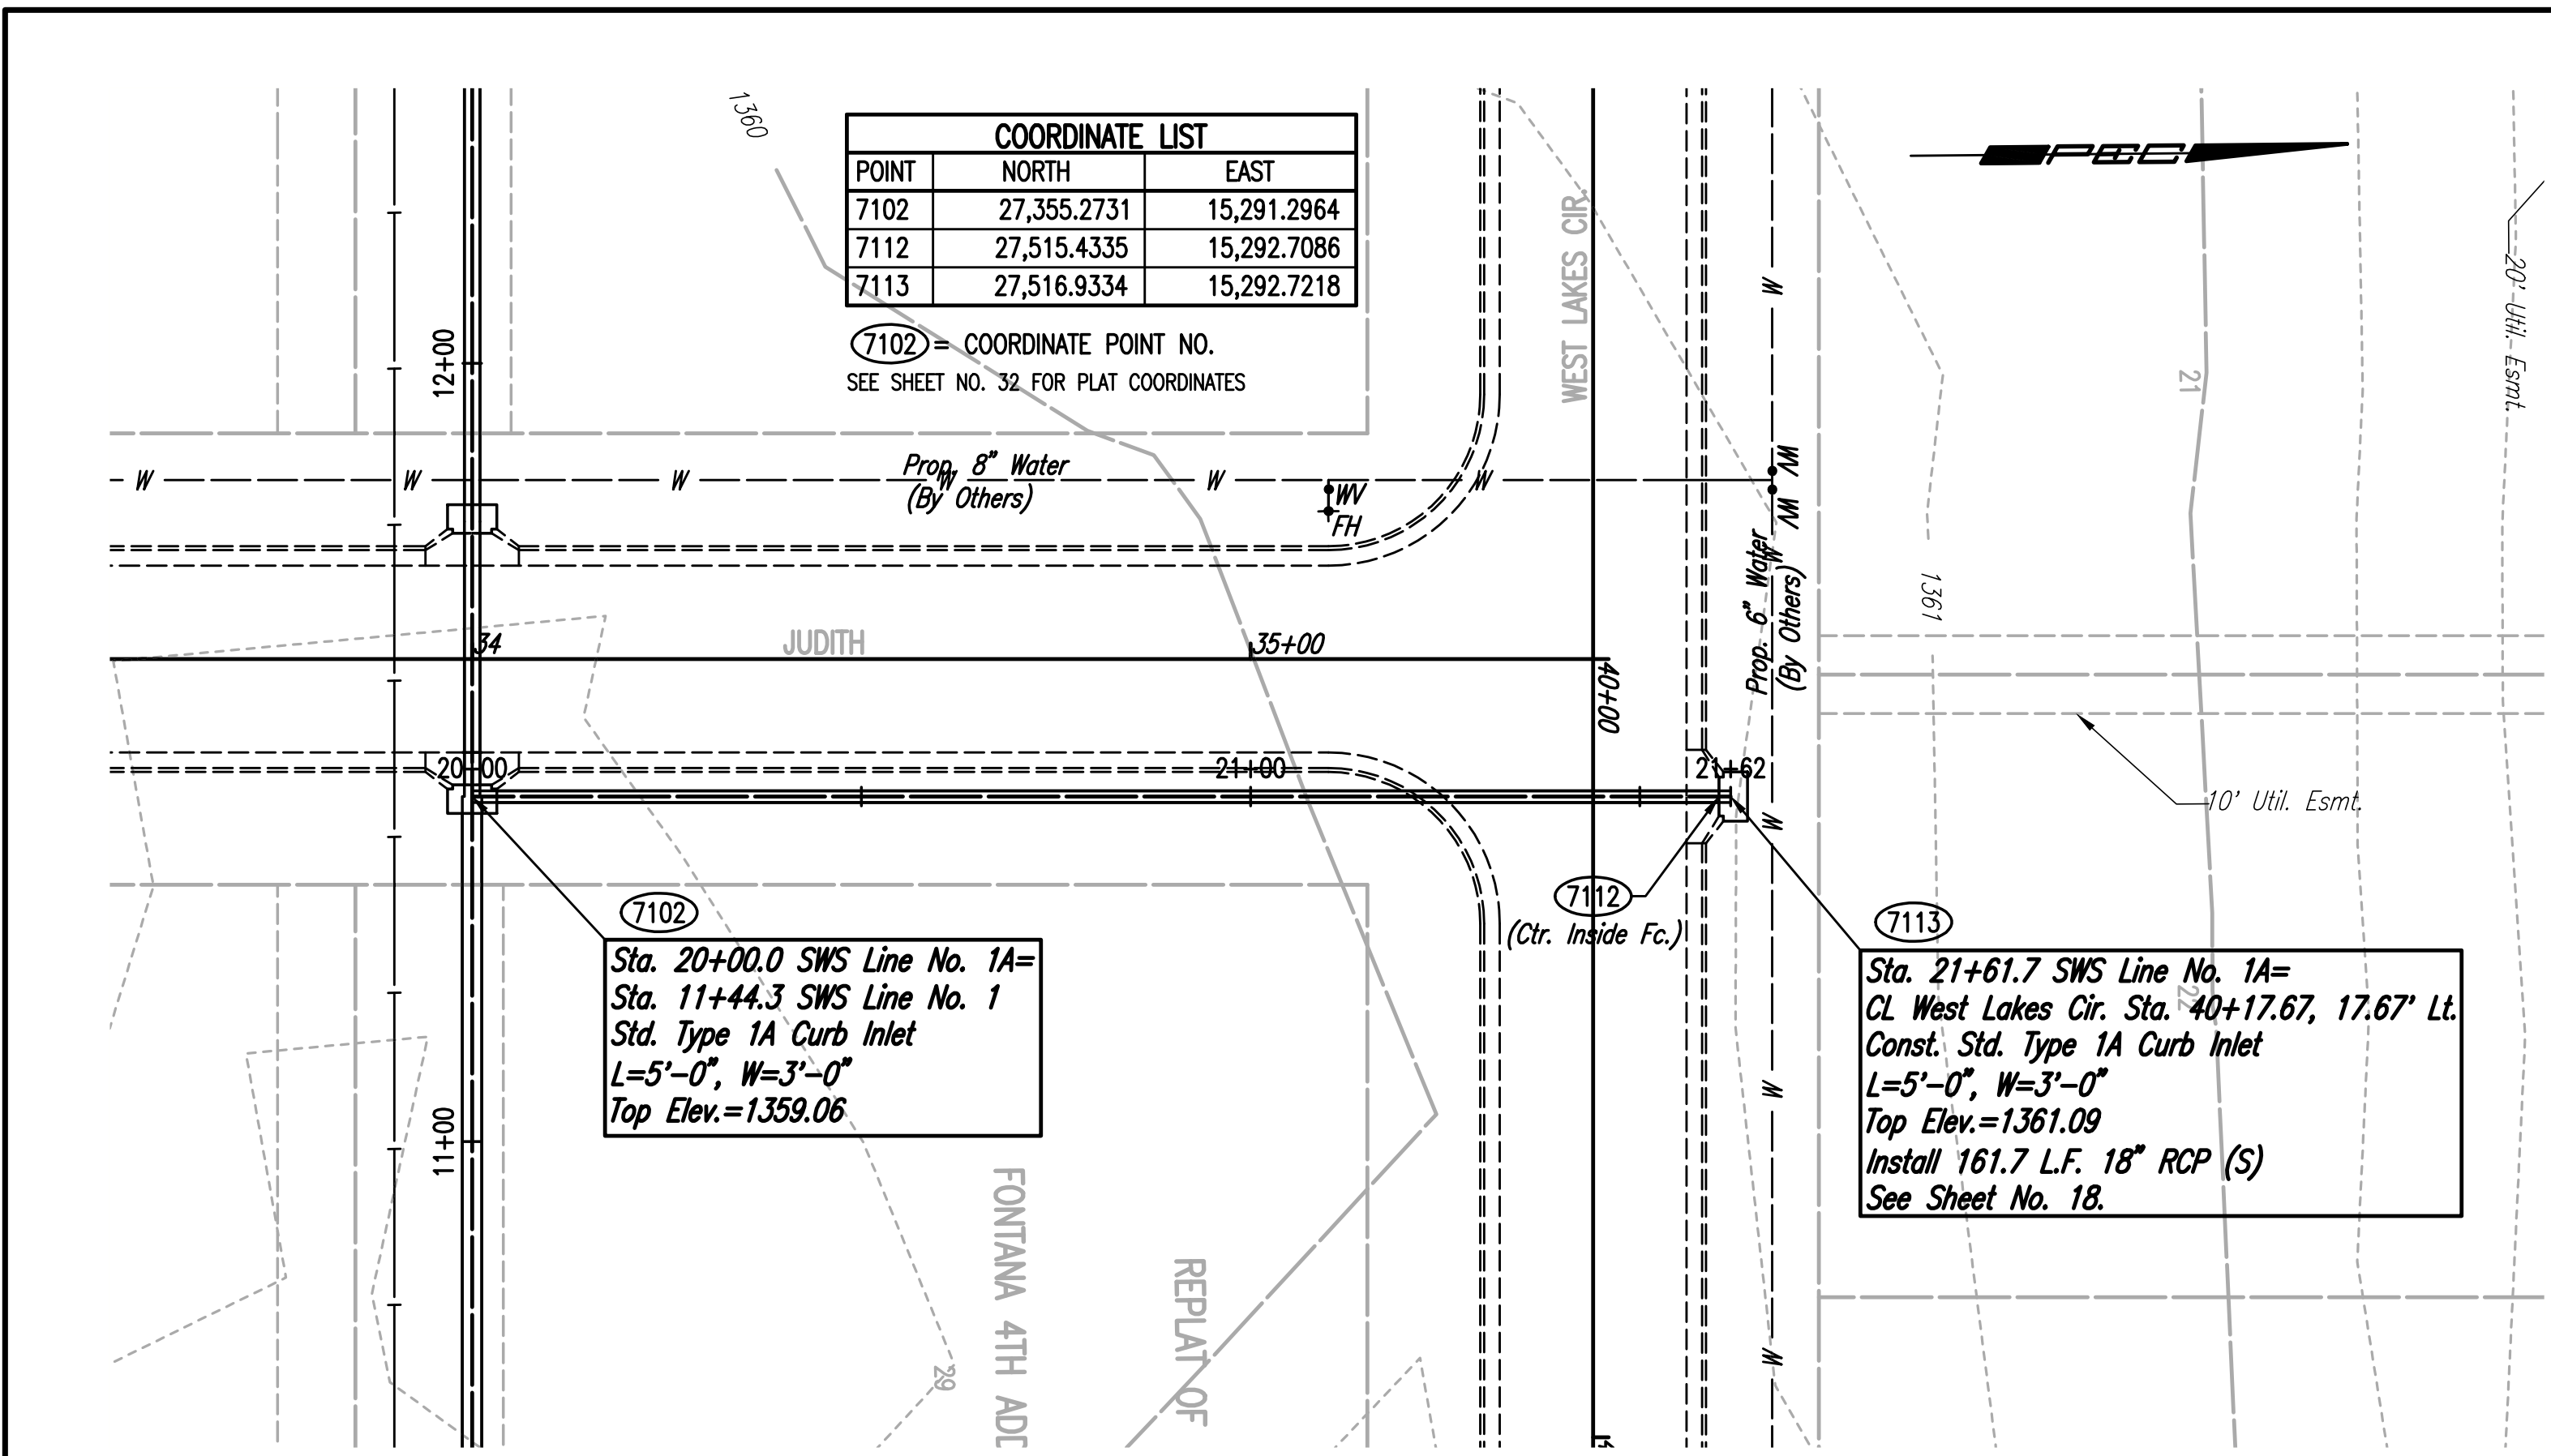 1360
COORDINATE LIST
POINT NORTH EAST
7102 27,355.2731 15,291.2964
7112 27,515.4335 15,292.7086
7113 27,516.9334 15,292.7218
7102 = COORDINATE POINT NO.
SEE SHEET NO. 32 FOR PLAT COORDINATES
PEC
WEST LAKES CIR.
W
20' Util. Esmt.
21
12+00
W W W W W W
Prop. 8" Water
(By Others)
WV
FH
WV
WV
W
Prop. 6" Water
(By Others)
1361
34
JUDITH
35+00
40+00
20+00
21+00
21+62
W
10' Util. Esmt.
7102
Sta. 20+00.0 SWS Line No. 1A=
Sta. 11+44.3 SWS Line No. 1
Std. Type 1A Curb Inlet
L=5'-0", W=3'-0"
Top Elev.=1359.06
7112
(Ctr. Inside Fc.)
7113
Sta. 21+61.7 SWS Line No. 1A=
CL West Lakes Cir. Sta. 40+17.67, 17.67' Lt.
Const. Std. Type 1A Curb Inlet
L=5'-0", W=3'-0"
Top Elev.=1361.09
Install 161.7 L.F. 18" RCP (S)
See Sheet No. 18.
22
W
11+00
W
29
FONTANA 4TH ADD
REPLAT OF